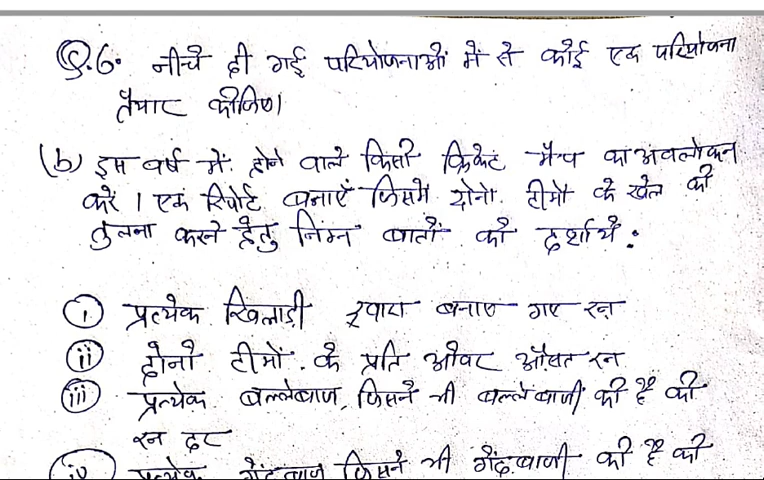 Q.6. नीचे दी गई परियोजनाओं में से कोई एक परियोजना
तैयार कीजिए।
(b) इस वर्ष में होने वाले किसी क्रिकेट मैच का अवलोकन
करें । एक रिपोर्ट बनाएँ जिसमें दोनो टीमों के खेल की
तुलना करने हेतु निम्न बातों को दर्शाये :
(i) प्रत्येक खिलाड़ी द्वारा बनाए गए रन
(ii) दोनो टीमों के प्रति ओवर औसत रन
(iii) प्रत्येक बल्लेबाज, जिसने भी बल्लेबाजी की है की
रन दर
(iv) प्रत्येक गेंदबाज जिसने भी गेंदबाजी की है की